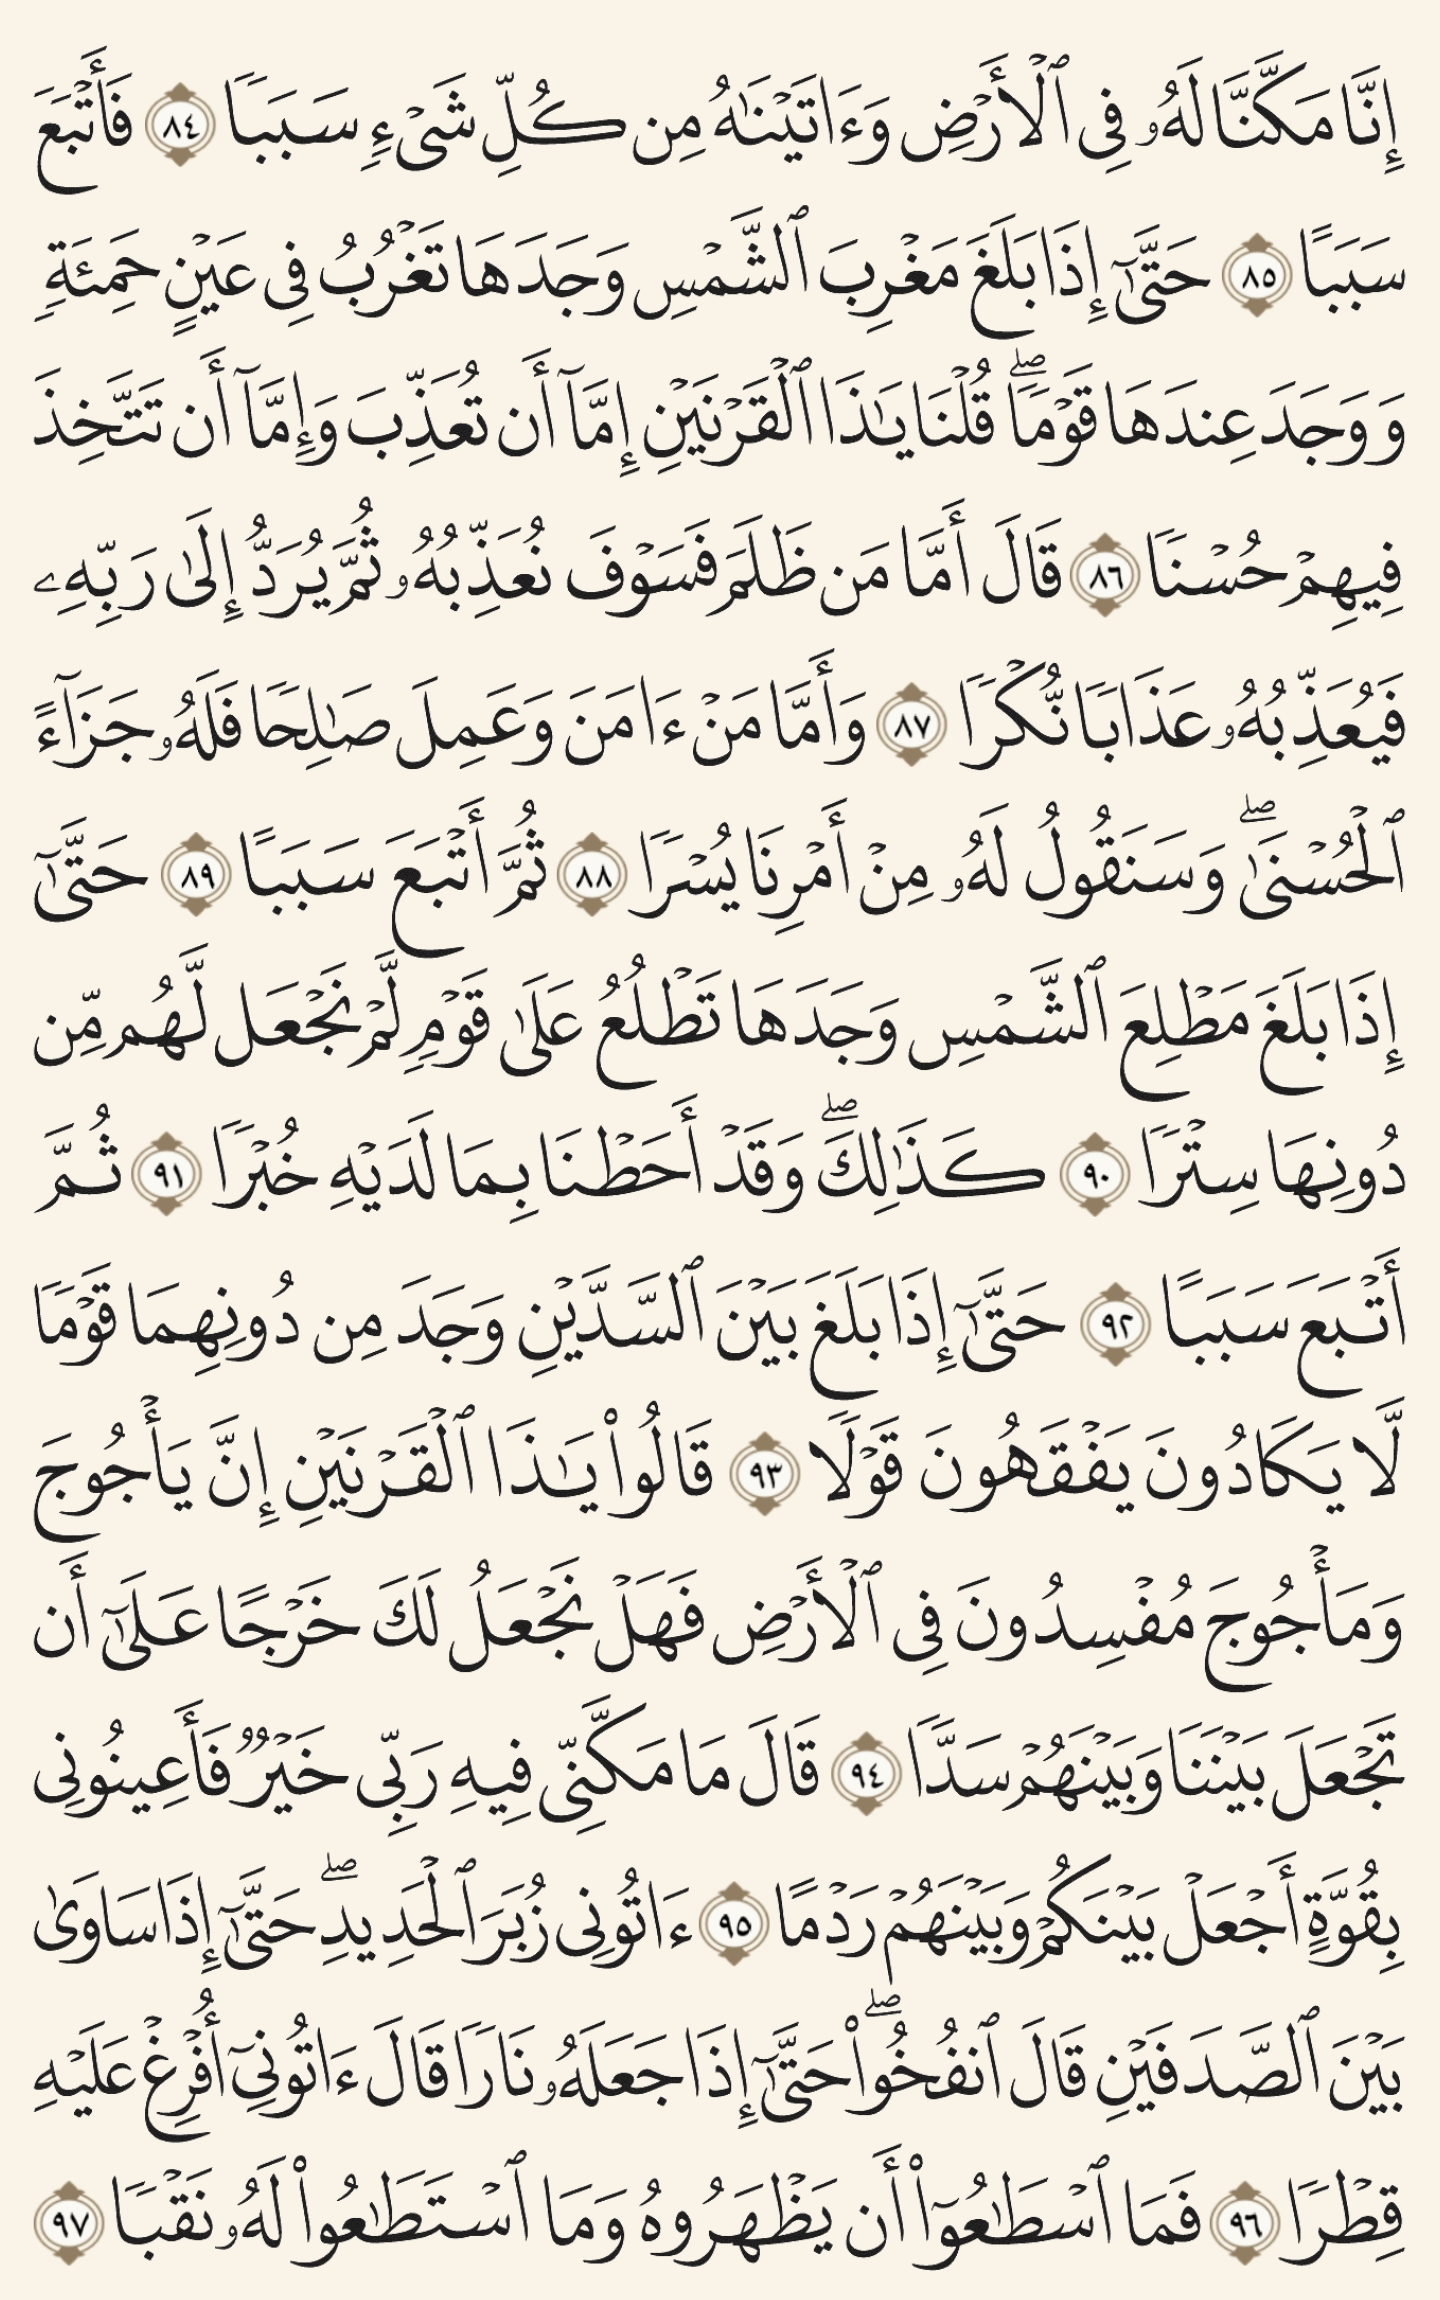 إِنَّا مَكَّنَّا لَهُۥ فِى ٱلْأَرْضِ وَءَاتَيْنَٰهُ مِن كُلِّ شَىْءٍ سَبَبًا ٨٤ فَأَتْبَعَ
سَبَبًا ٨٥ حَتَّىٰٓ إِذَا بَلَغَ مَغْرِبَ ٱلشَّمْسِ وَجَدَهَا تَغْرُبُ فِى عَيْنٍ حَمِئَةٍ
وَوَجَدَ عِندَهَا قَوْمًا ۖ قُلْنَا يَٰذَا ٱلْقَرْنَيْنِ إِمَّآ أَن تُعَذِّبَ وَإِمَّآ أَن تَتَّخِذَ
فِيهِمْ حُسْنًا ٨٦ قَالَ أَمَّا مَن ظَلَمَ فَسَوْفَ نُعَذِّبُهُۥ ثُمَّ يُرَدُّ إِلَىٰ رَبِّهِۦ
فَيُعَذِّبُهُۥ عَذَابًا نُّكْرًا ٨٧ وَأَمَّا مَنْ ءَامَنَ وَعَمِلَ صَٰلِحًا فَلَهُۥ جَزَآءً
ٱلْحُسْنَىٰ ۖ وَسَنَقُولُ لَهُۥ مِنْ أَمْرِنَا يُسْرًا ٨٨ ثُمَّ أَتْبَعَ سَبَبًا ٨٩ حَتَّىٰٓ
إِذَا بَلَغَ مَطْلِعَ ٱلشَّمْسِ وَجَدَهَا تَطْلُعُ عَلَىٰ قَوْمٍ لَّمْ نَجْعَل لَّهُم مِّن
دُونِهَا سِتْرًا ٩٠ كَذَٰلِكَ ۖ وَقَدْ أَحَطْنَا بِمَا لَدَيْهِ خُبْرًا ٩١ ثُمَّ
أَتْبَعَ سَبَبًا ٩٢ حَتَّىٰٓ إِذَا بَلَغَ بَيْنَ ٱلسَّدَّيْنِ وَجَدَ مِن دُونِهِمَا قَوْمًا
لَّا يَكَادُونَ يَفْقَهُونَ قَوْلًا ٩٣ قَالُوا۟ يَٰذَا ٱلْقَرْنَيْنِ إِنَّ يَأْجُوجَ
وَمَأْجُوجَ مُفْسِدُونَ فِى ٱلْأَرْضِ فَهَلْ نَجْعَلُ لَكَ خَرْجًا عَلَىٰٓ أَن
تَجْعَلَ بَيْنَنَا وَبَيْنَهُمْ سَدًّا ٩٤ قَالَ مَا مَكَّنِّى فِيهِ رَبِّى خَيْرٌ فَأَعِينُونِى
بِقُوَّةٍ أَجْعَلْ بَيْنَكُمْ وَبَيْنَهُمْ رَدْمًا ٩٥ ءَاتُونِى زُبَرَ ٱلْحَدِيدِ ۖ حَتَّىٰٓ إِذَا سَاوَىٰ
بَيْنَ ٱلصَّدَفَيْنِ قَالَ ٱنفُخُوا۟ ۖ حَتَّىٰٓ إِذَا جَعَلَهُۥ نَارًا قَالَ ءَاتُونِىٓ أُفْرِغْ عَلَيْهِ
قِطْرًا ٩٦ فَمَا ٱسْطَٰعُوٓا۟ أَن يَظْهَرُوهُ وَمَا ٱسْتَطَٰعُوا۟ لَهُۥ نَقْبًا ٩٧